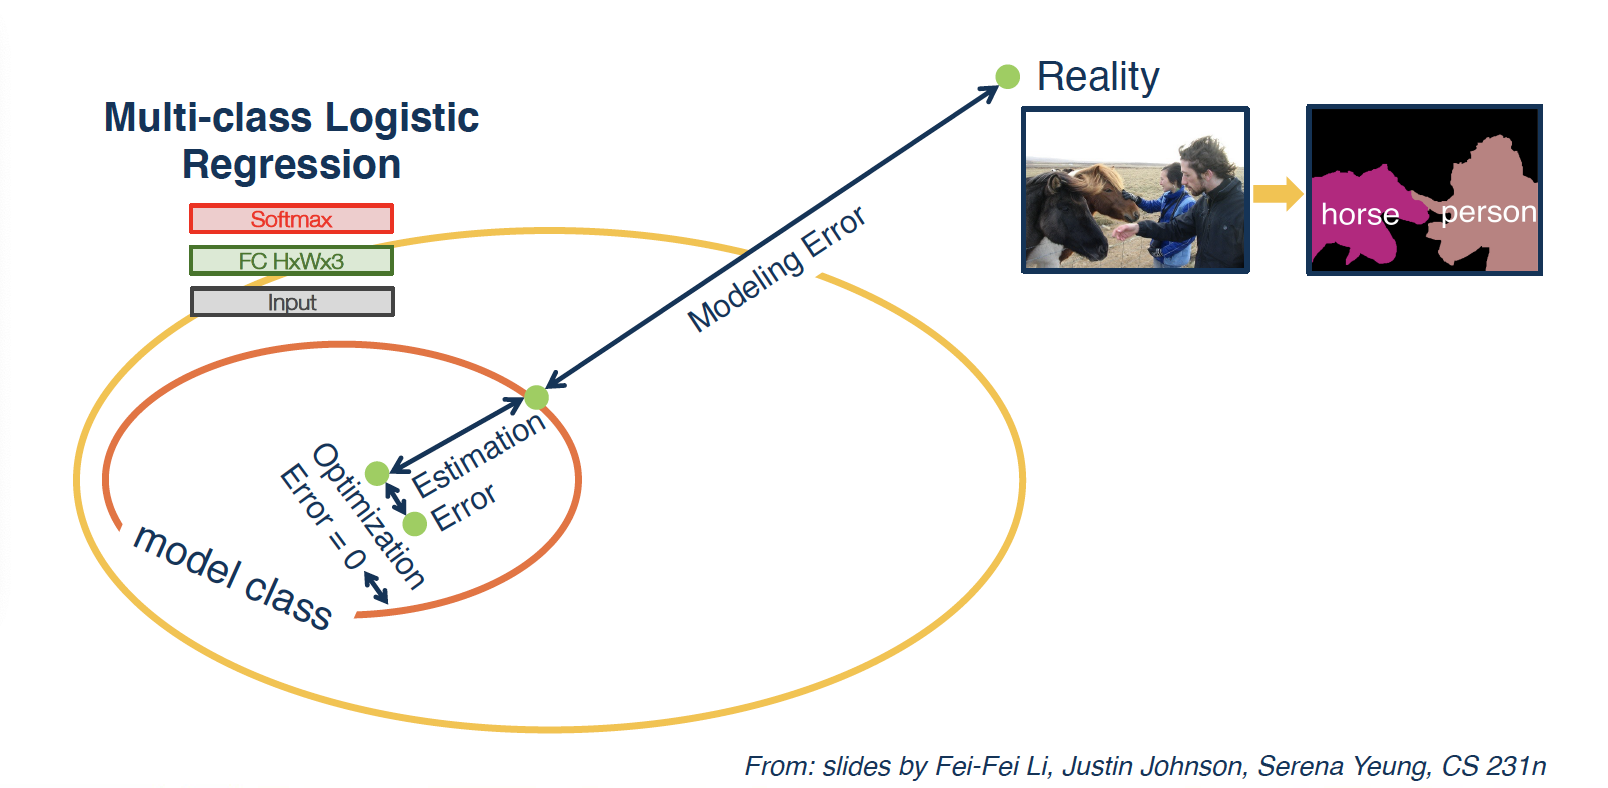 Multi-class Logistic
Regression
Softmax
FC HxWx3
Input
Reality
horse
person
Modeling Error
Estimation
Error
Optimization
Error = 0
model class
From: slides by Fei-Fei Li, Justin Johnson, Serena Yeung, CS 231n